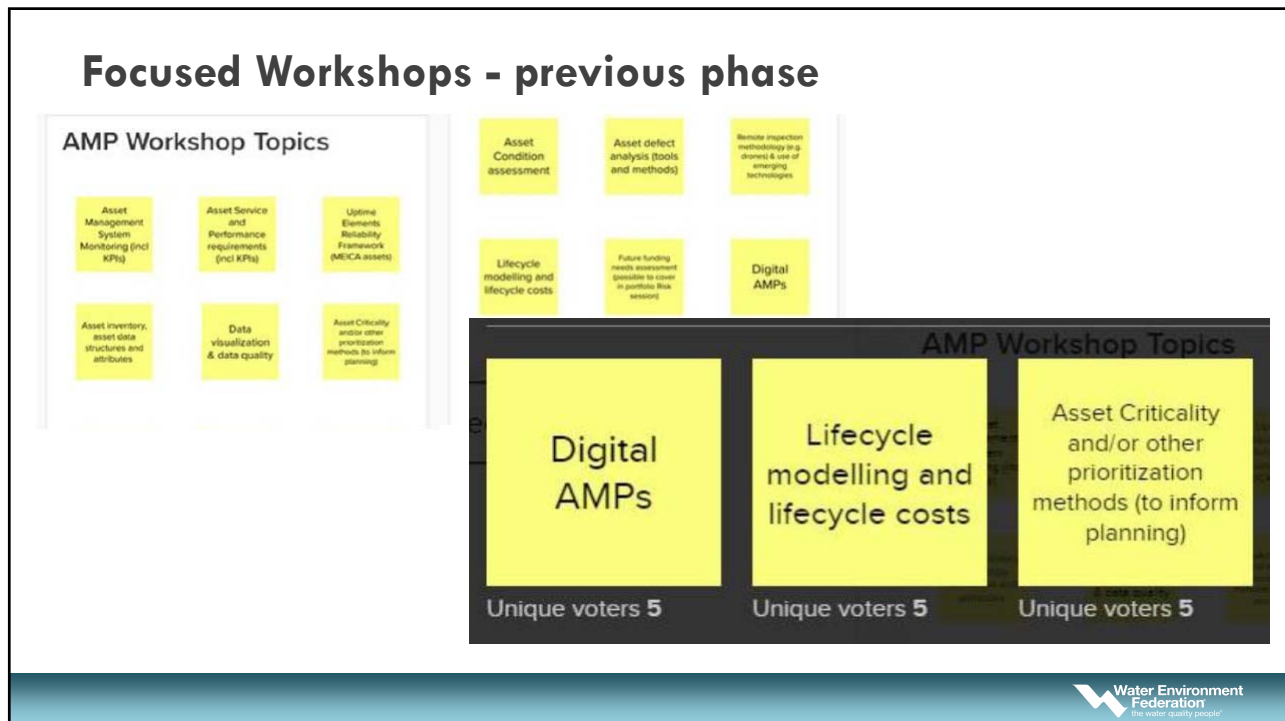 Focused Workshops - previous phase
AMP Workshop Topics
Asset
Management
System
Monitoring (incl
KPIs)
Asset Service
and
Performance
requirements
(incl KPIs)
Uptime
Elements
Reliability
Framework
(MEICA assets)
Asset inventory,
asset data
structures and
attributes
Data
visualization
& data quality
Asset Criticality
and/or other
prioritization
methods (to inform
planning)
Asset
Condition
assessment
Asset defect
analysis (tools
and methods)
Remote inspection
methodology (e.g.
drones) & use of
emerging
technologies
Lifecycle
modelling and
lifecycle costs
Future funding
needs assessment
(possible to cover
in portfolio Risk
session)
Digital
AMPs
AMP Workshop Topics
Digital
AMPs
Unique voters 5
Lifecycle
modelling and
lifecycle costs
Unique voters 5
Asset Criticality
and/or other
prioritization
methods (to inform
planning)
Unique voters 5
& data quality
Water Environment
Federation
the water quality people®